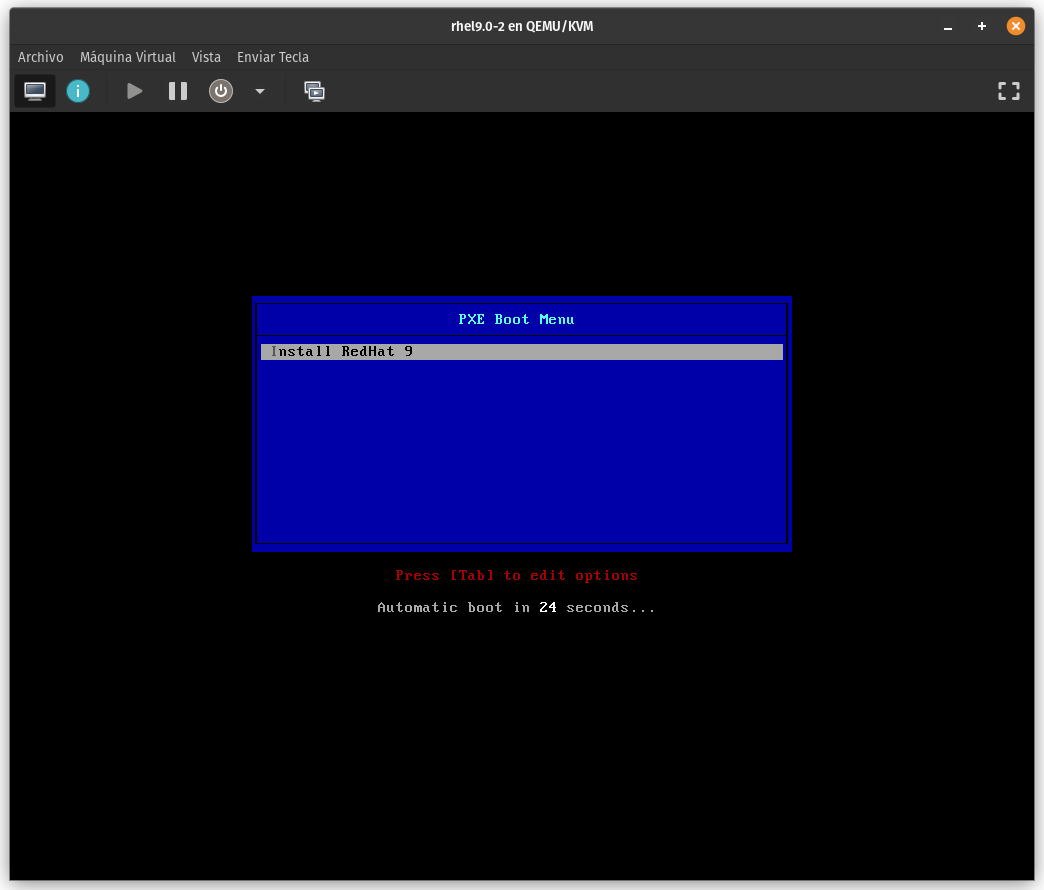 rhel9.0-2 en QEMU/KVM
Archivo Máquina Virtual Vista Enviar Tecla
PXE Boot Menu
Install RedHat 9
Press [Tab] to edit options
Automatic boot in 24 seconds...